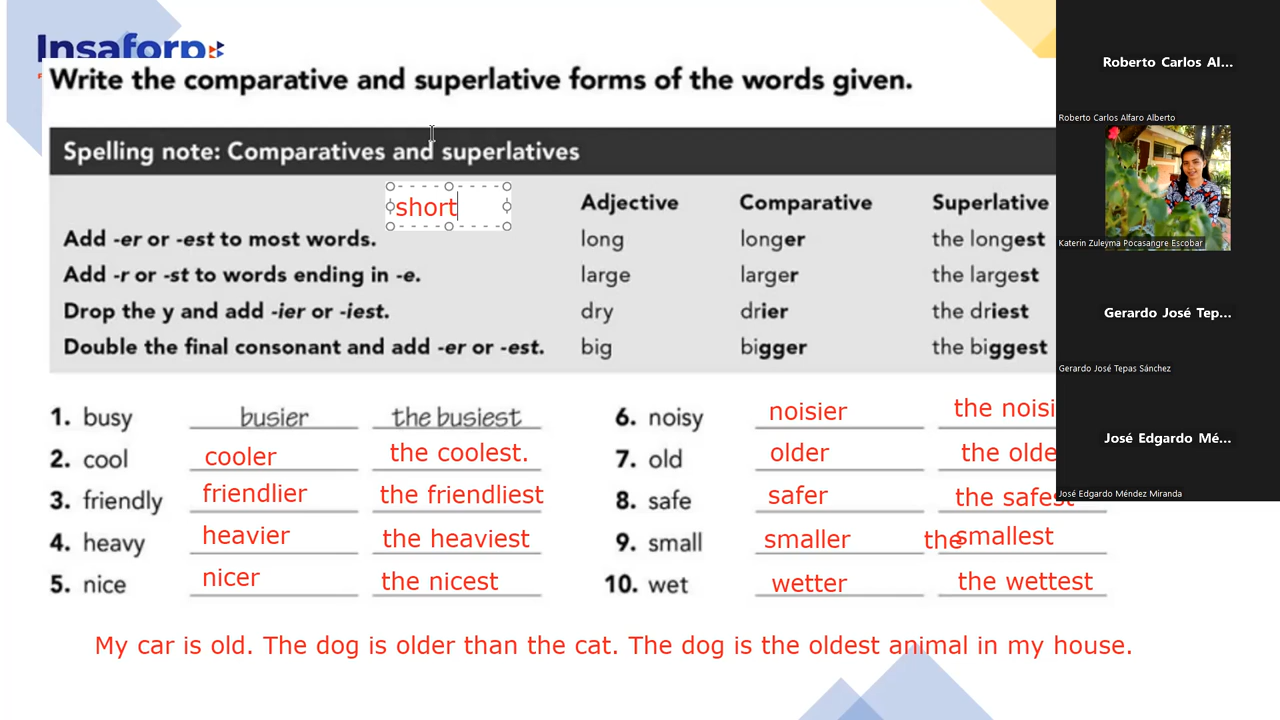 Insaforp
Write the comparative and superlative forms of the words given.
Spelling note: Comparatives and superlatives
short
Adjective Comparative Superlative
Add -er or -est to most words. long longer the longest
Add -r or -st to words ending in -e. large larger the largest
Drop the y and add -ier or -iest. dry drier the driest
Double the final consonant and add -er or -est. big bigger the biggest
1. busy busier the busiest
2. cool cooler the coolest.
3. friendly friendlier the friendliest
4. heavy heavier the heaviest
5. nice nicer the nicest
6. noisy noisier the noisi
7. old older the olde
8. safe safer the safest
9. small smaller the smallest
10. wet wetter the wettest
My car is old. The dog is older than the cat. The dog is the oldest animal in my house.
Roberto Carlos Al...
Roberto Carlos Alfaro Alberto
Katerin Zuleyma Pocasangre Escobar
Gerardo José Tep...
Gerardo José Tepas Sánchez
José Edgardo Mé...
José Edgardo Méndez Miranda